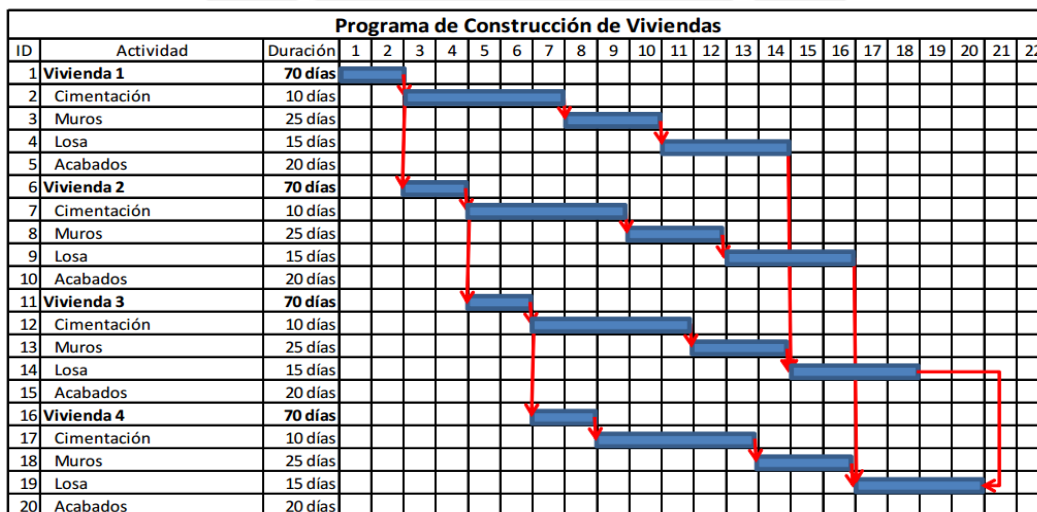 Programa de Construcción de Viviendas
ID Actividad Duración 1 2 3 4 5 6 7 8 9 10 11 12 13 14 15 16 17 18 19 20 21 22
1 Vivienda 1 70 días
2 Cimentación 10 días
3 Muros 25 días
4 Losa 15 días
5 Acabados 20 días
6 Vivienda 2 70 días
7 Cimentación 10 días
8 Muros 25 días
9 Losa 15 días
10 Acabados 20 días
11 Vivienda 3 70 días
12 Cimentación 10 días
13 Muros 25 días
14 Losa 15 días
15 Acabados 20 días
16 Vivienda 4 70 días
17 Cimentación 10 días
18 Muros 25 días
19 Losa 15 días
20 Acabados 20 días